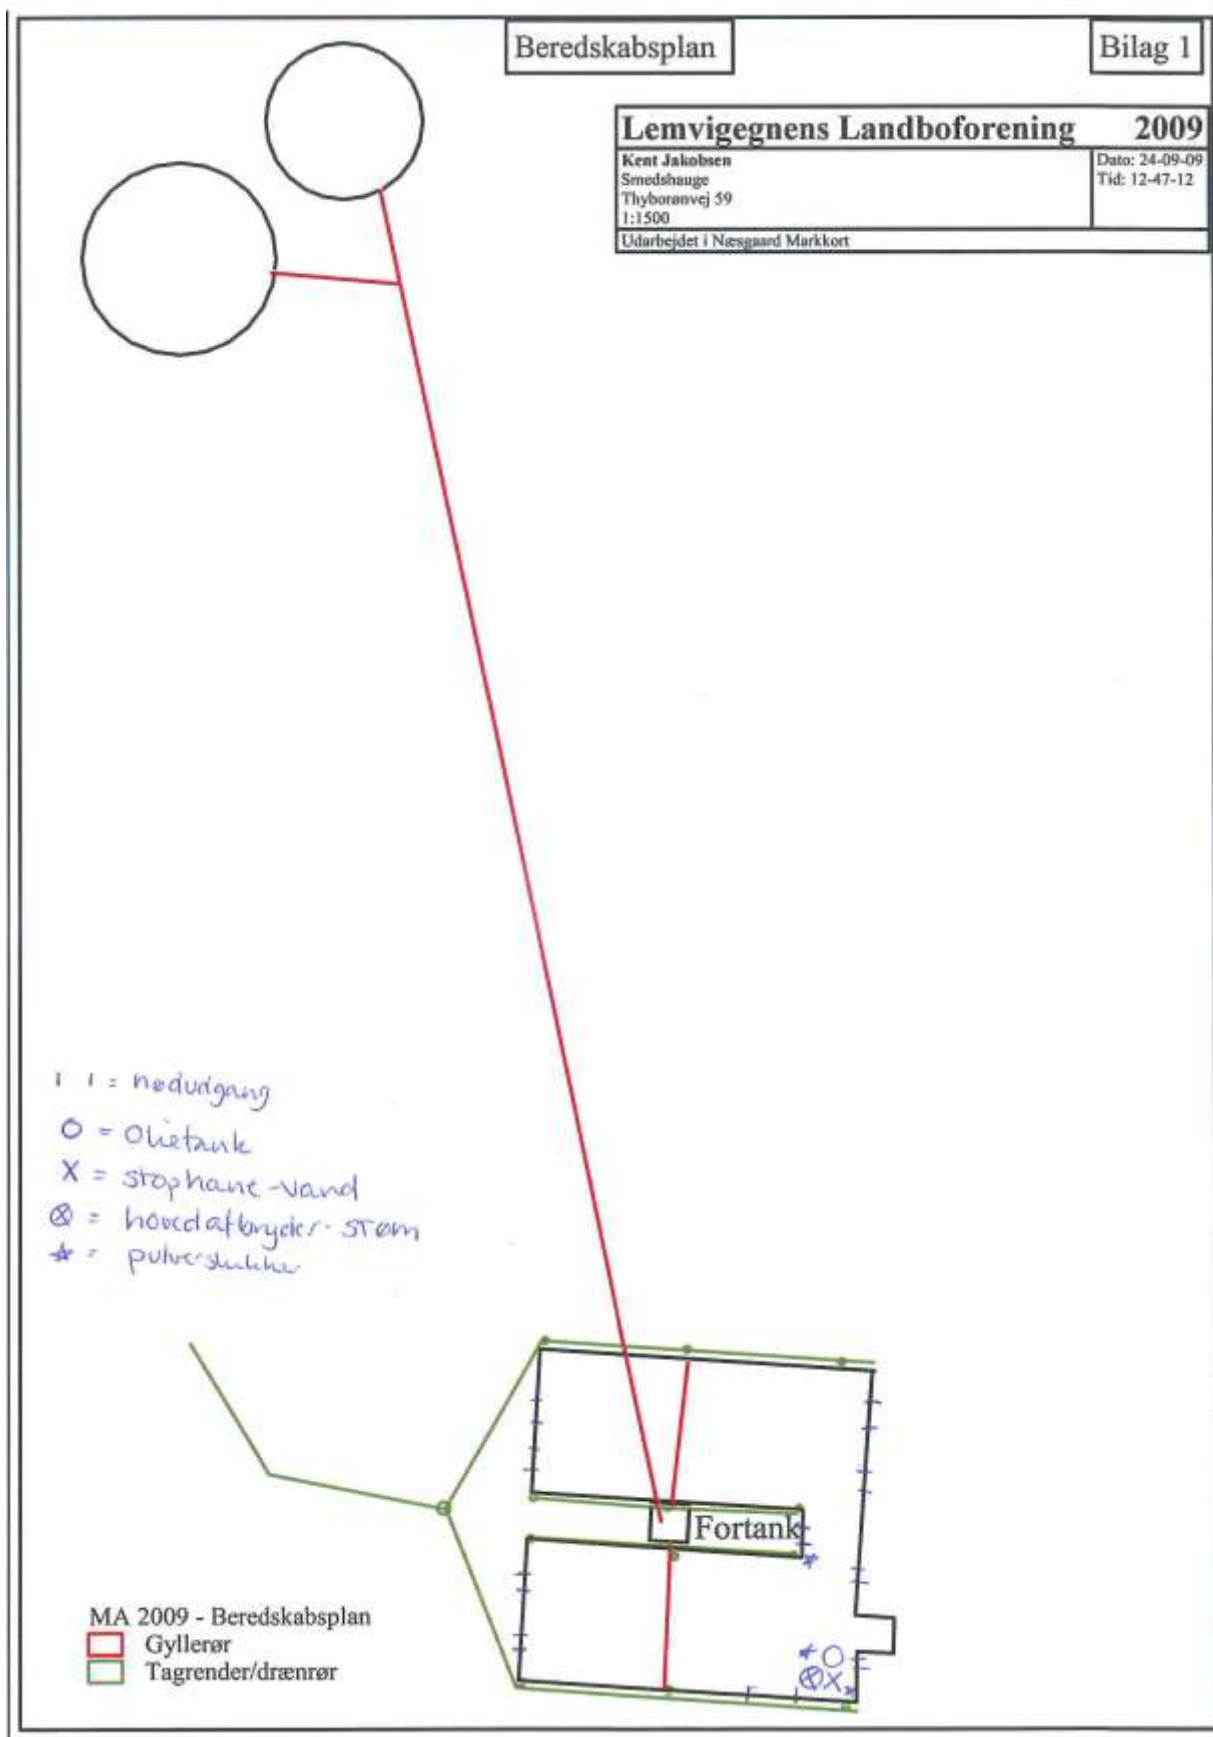 Beredskabsplan
Bilag 1
Lemvigegnens Landboforening 2009
Kent Jakobsen
Smedshauge
Thyborønvej 59
1:1500
Dato: 24-09-09
Tid: 12-47-12
Udarbejdet i Næsgaard Markkort
ı ı = nødudgang
O = Olietank
X = stophane-vand
⊗ = hovedafbryder-strøm
* = pulverslukker
Fortank
MA 2009 - Beredskabsplan
Gyllerør
Tagrender/drænrør